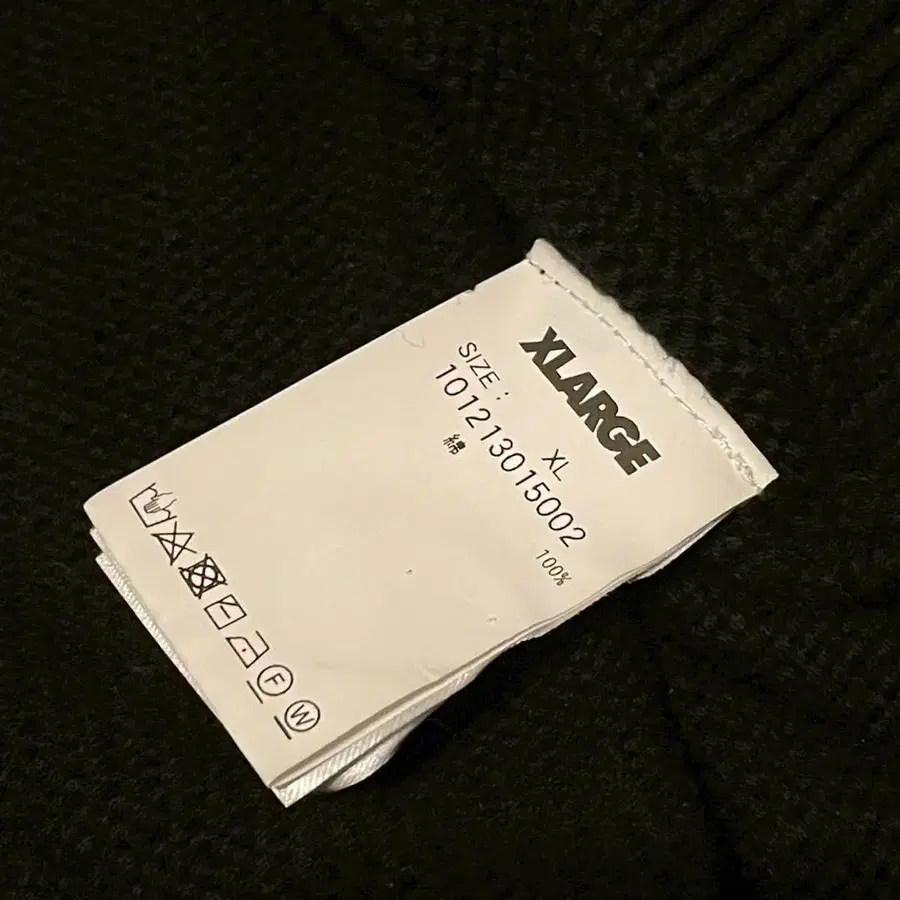 XLARGE
SIZE : XL
101213015002
綿 100%
F
W